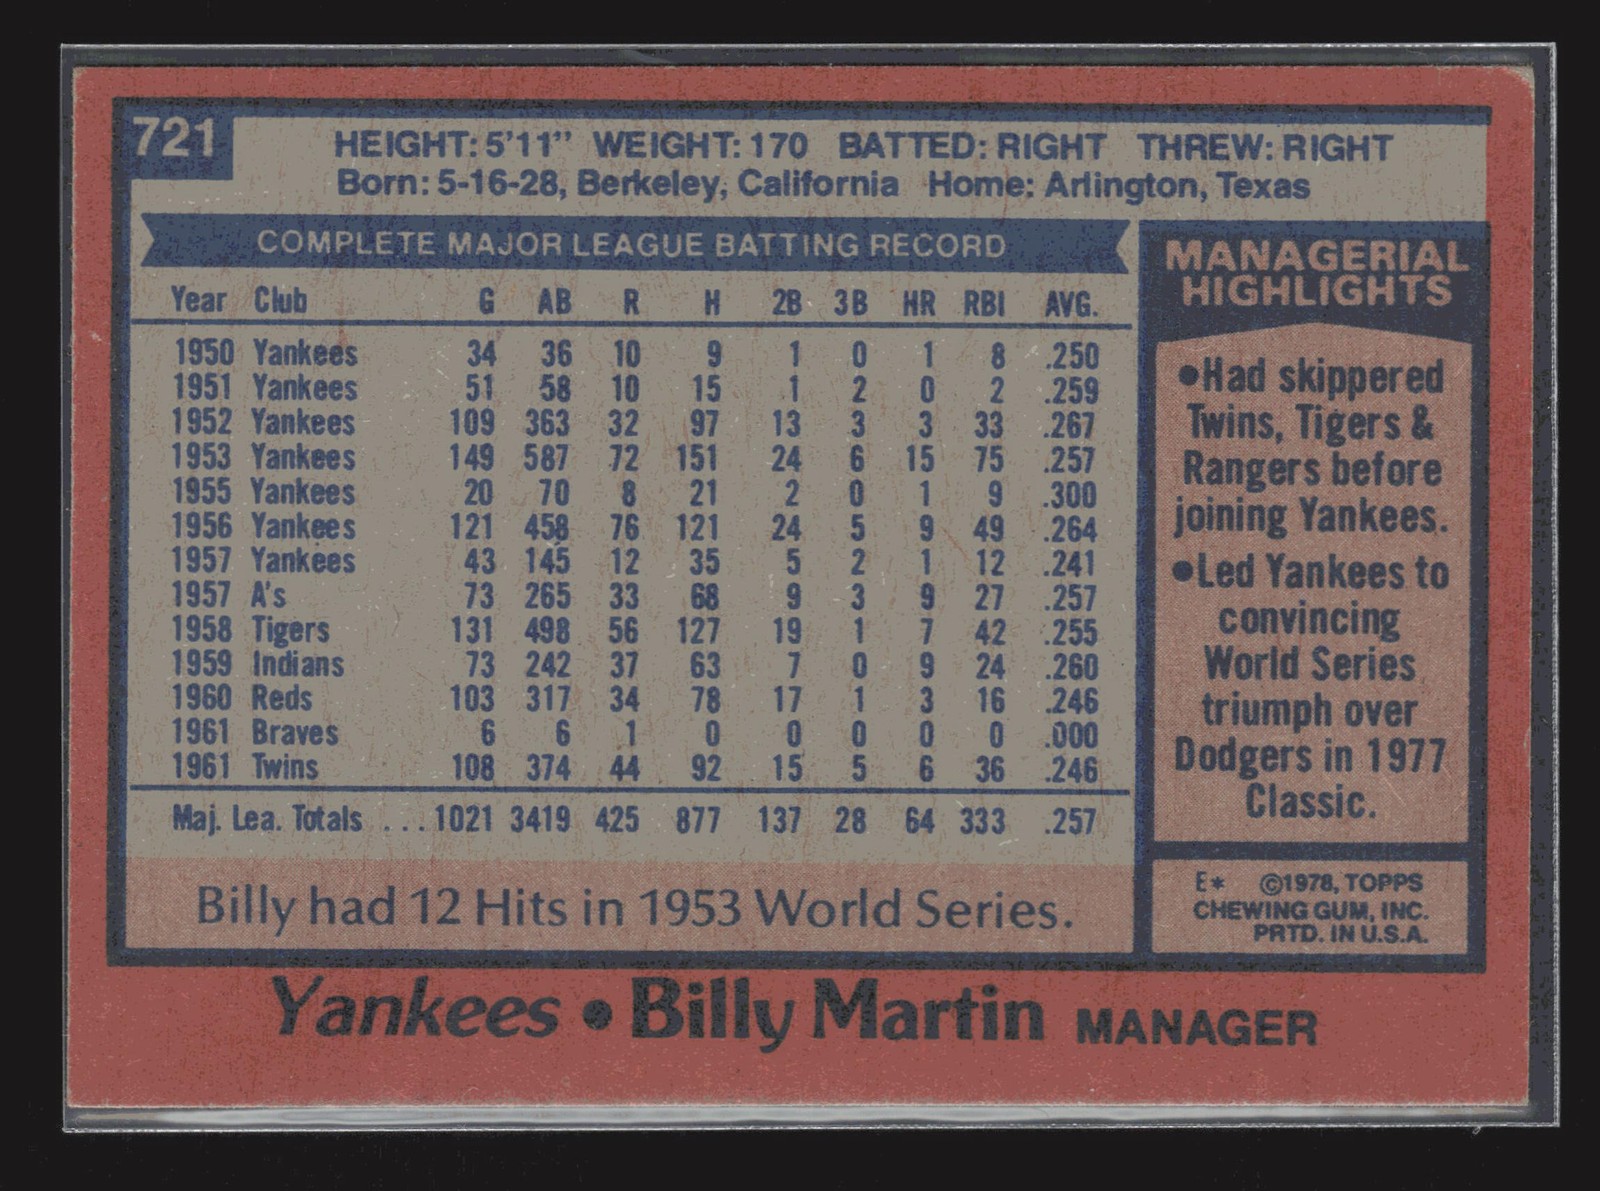 721
HEIGHT: 5'11" WEIGHT: 170 BATTED: RIGHT THREW: RIGHT
Born: 5-16-28, Berkeley, California Home: Arlington, Texas
COMPLETE MAJOR LEAGUE BATTING RECORD
Year Club G AB R H 2B 3B HR RBI AVG.
1950 Yankees 34 36 10 9 1 0 1 8 .250
1951 Yankees 51 58 10 15 1 2 0 2 .259
1952 Yankees 109 363 32 97 13 3 3 33 .267
1953 Yankees 149 587 72 151 24 6 15 75 .257
1955 Yankees 20 70 8 21 2 0 1 9 .300
1956 Yankees 121 458 76 121 24 5 9 49 .264
1957 Yankees 43 145 12 35 5 2 1 12 .241
1957 A's 73 265 33 68 9 3 9 27 .257
1958 Tigers 131 498 56 127 19 1 7 42 .255
1959 Indians 73 242 37 63 7 0 9 24 .260
1960 Reds 103 317 34 78 17 1 3 16 .246
1961 Braves 6 6 1 0 0 0 0 0 .000
1961 Twins 108 374 44 92 15 5 6 36 .246
Maj. Lea. Totals ... 1021 3419 425 877 137 28 64 333 .257
Billy had 12 Hits in 1953 World Series.
MANAGERIAL
HIGHLIGHTS
•Had skippered
Twins, Tigers &
Rangers before
joining Yankees.
•Led Yankees to
convincing
World Series
triumph over
Dodgers in 1977
Classic.
E* ©1978, TOPPS
CHEWING GUM, INC.
PRTD. IN U.S.A.
Yankees • Billy Martin MANAGER